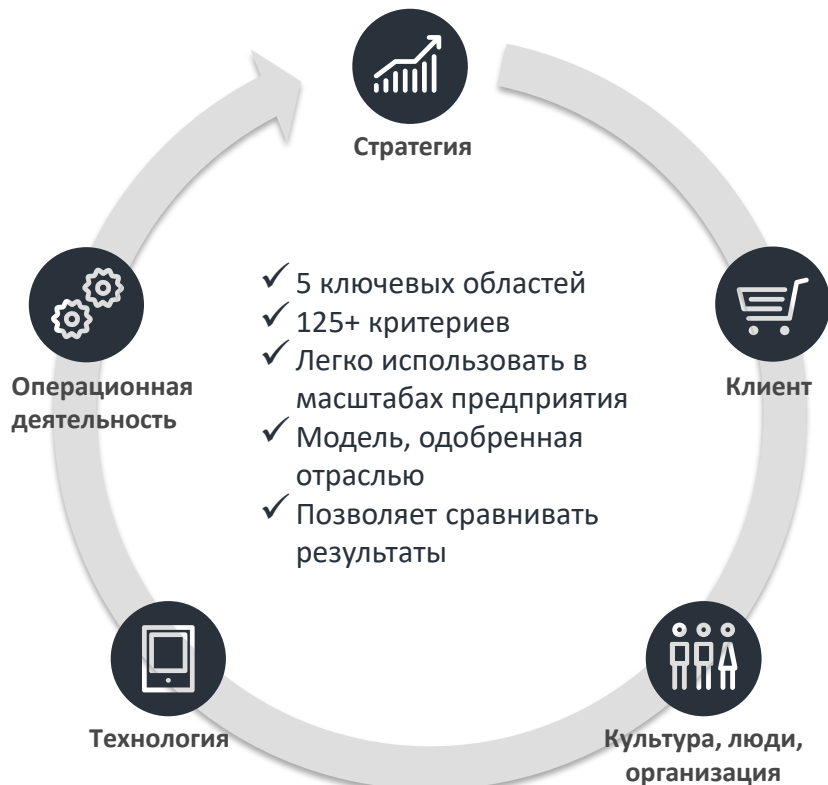 Стратегия
✓ 5 ключевых областей
✓ 125+ критериев
✓ Легко использовать в
масштабах предприятия
✓ Модель, одобренная
отраслью
✓ Позволяет сравнивать
результаты
Операционная
деятельность
Клиент
Технология
Культура, люди,
организация